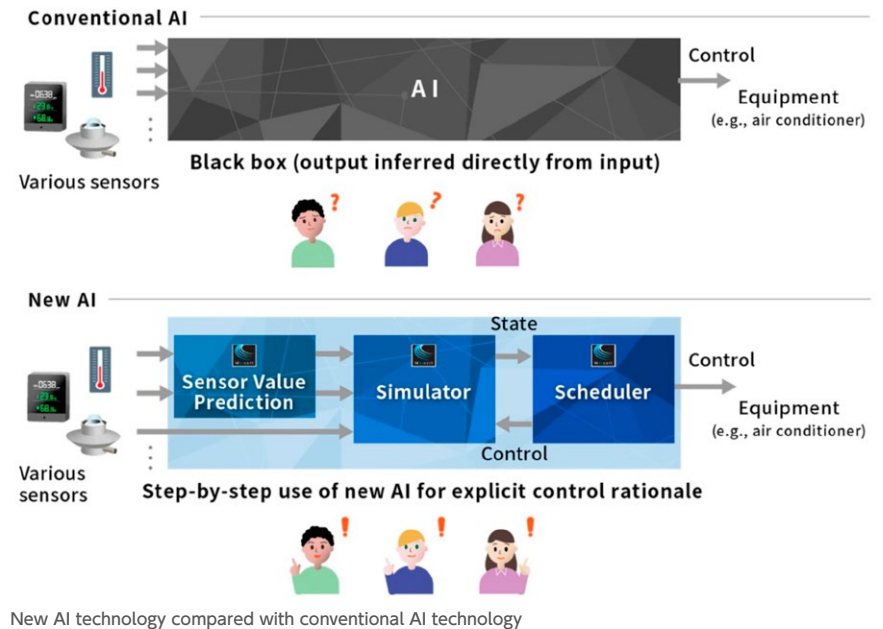 Conventional AI
AI
Control
Equipment
(e.g., air conditioner)
Black box (output inferred directly from input)
Various sensors
? ? ?
New AI
State
Sensor Value
Prediction
Simulator
Scheduler
Control
Equipment
(e.g., air conditioner)
Control
Various
sensors
Step-by-step use of new AI for explicit control rationale
! ! !
New AI technology compared with conventional AI technology